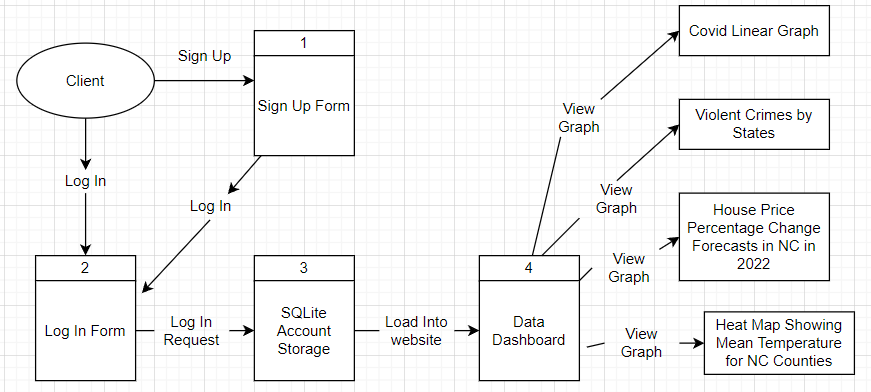 Client
Sign Up
1
Sign Up Form
Log In
Log In
2
Log In Form
Log In
Request
3
SQLite
Account
Storage
Load Into
website
4
Data
Dashboard
View
Graph
Covid Linear Graph
View
Graph
Violent Crimes by
States
View
Graph
House Price
Percentage Change
Forecasts in NC in
2022
View
Graph
Heat Map Showing
Mean Temperature
for NC Counties